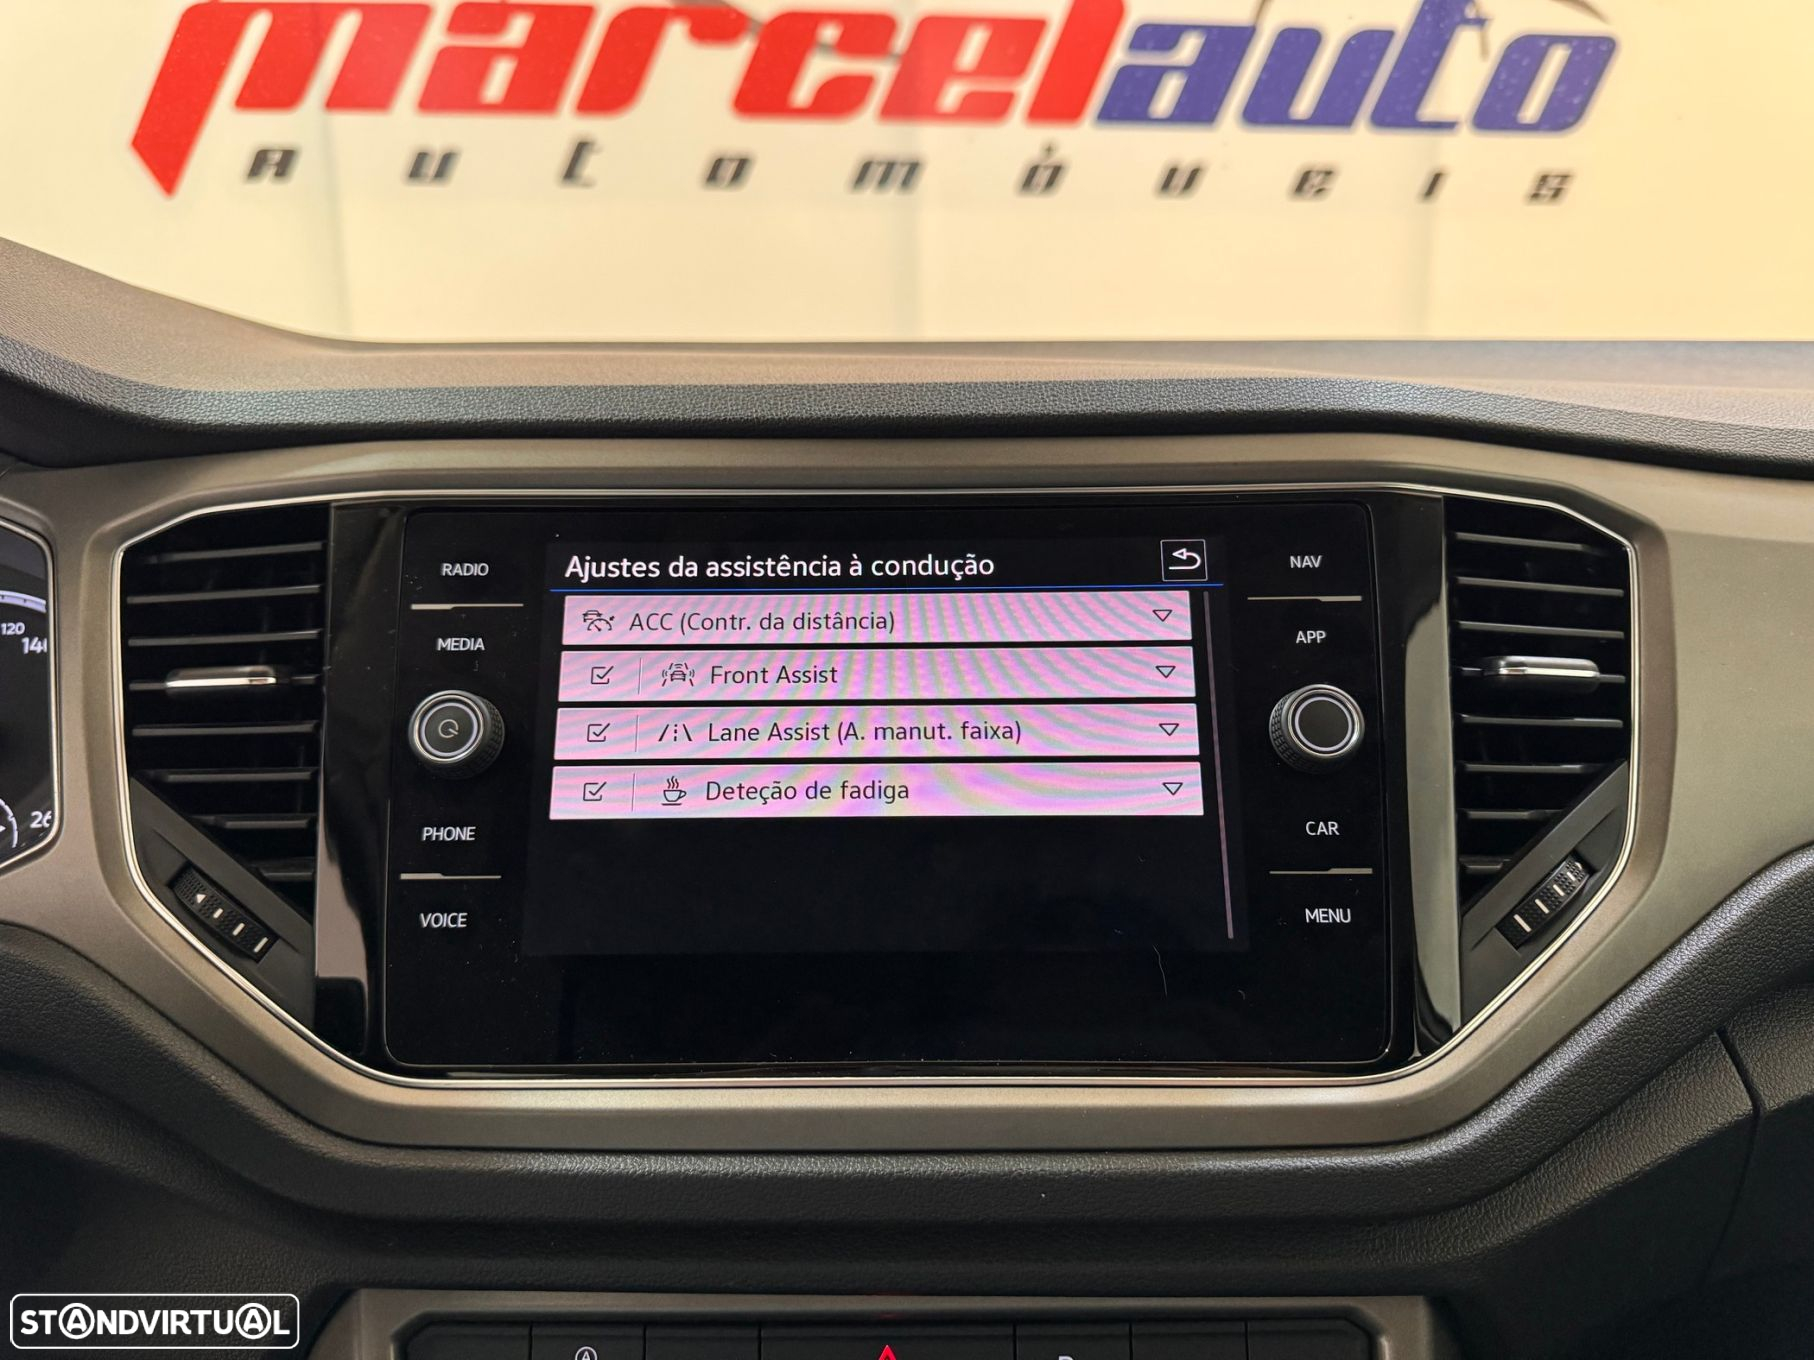 marcelauto
automóveis
RADIO
MEDIA
PHONE
VOICE
Ajustes da assistência à condução
ACC (Contr. da distância)
Front Assist
Lane Assist (A. manut. faixa)
Deteção de fadiga
NAV
APP
CAR
MENU
120
STANDVIRTUAL